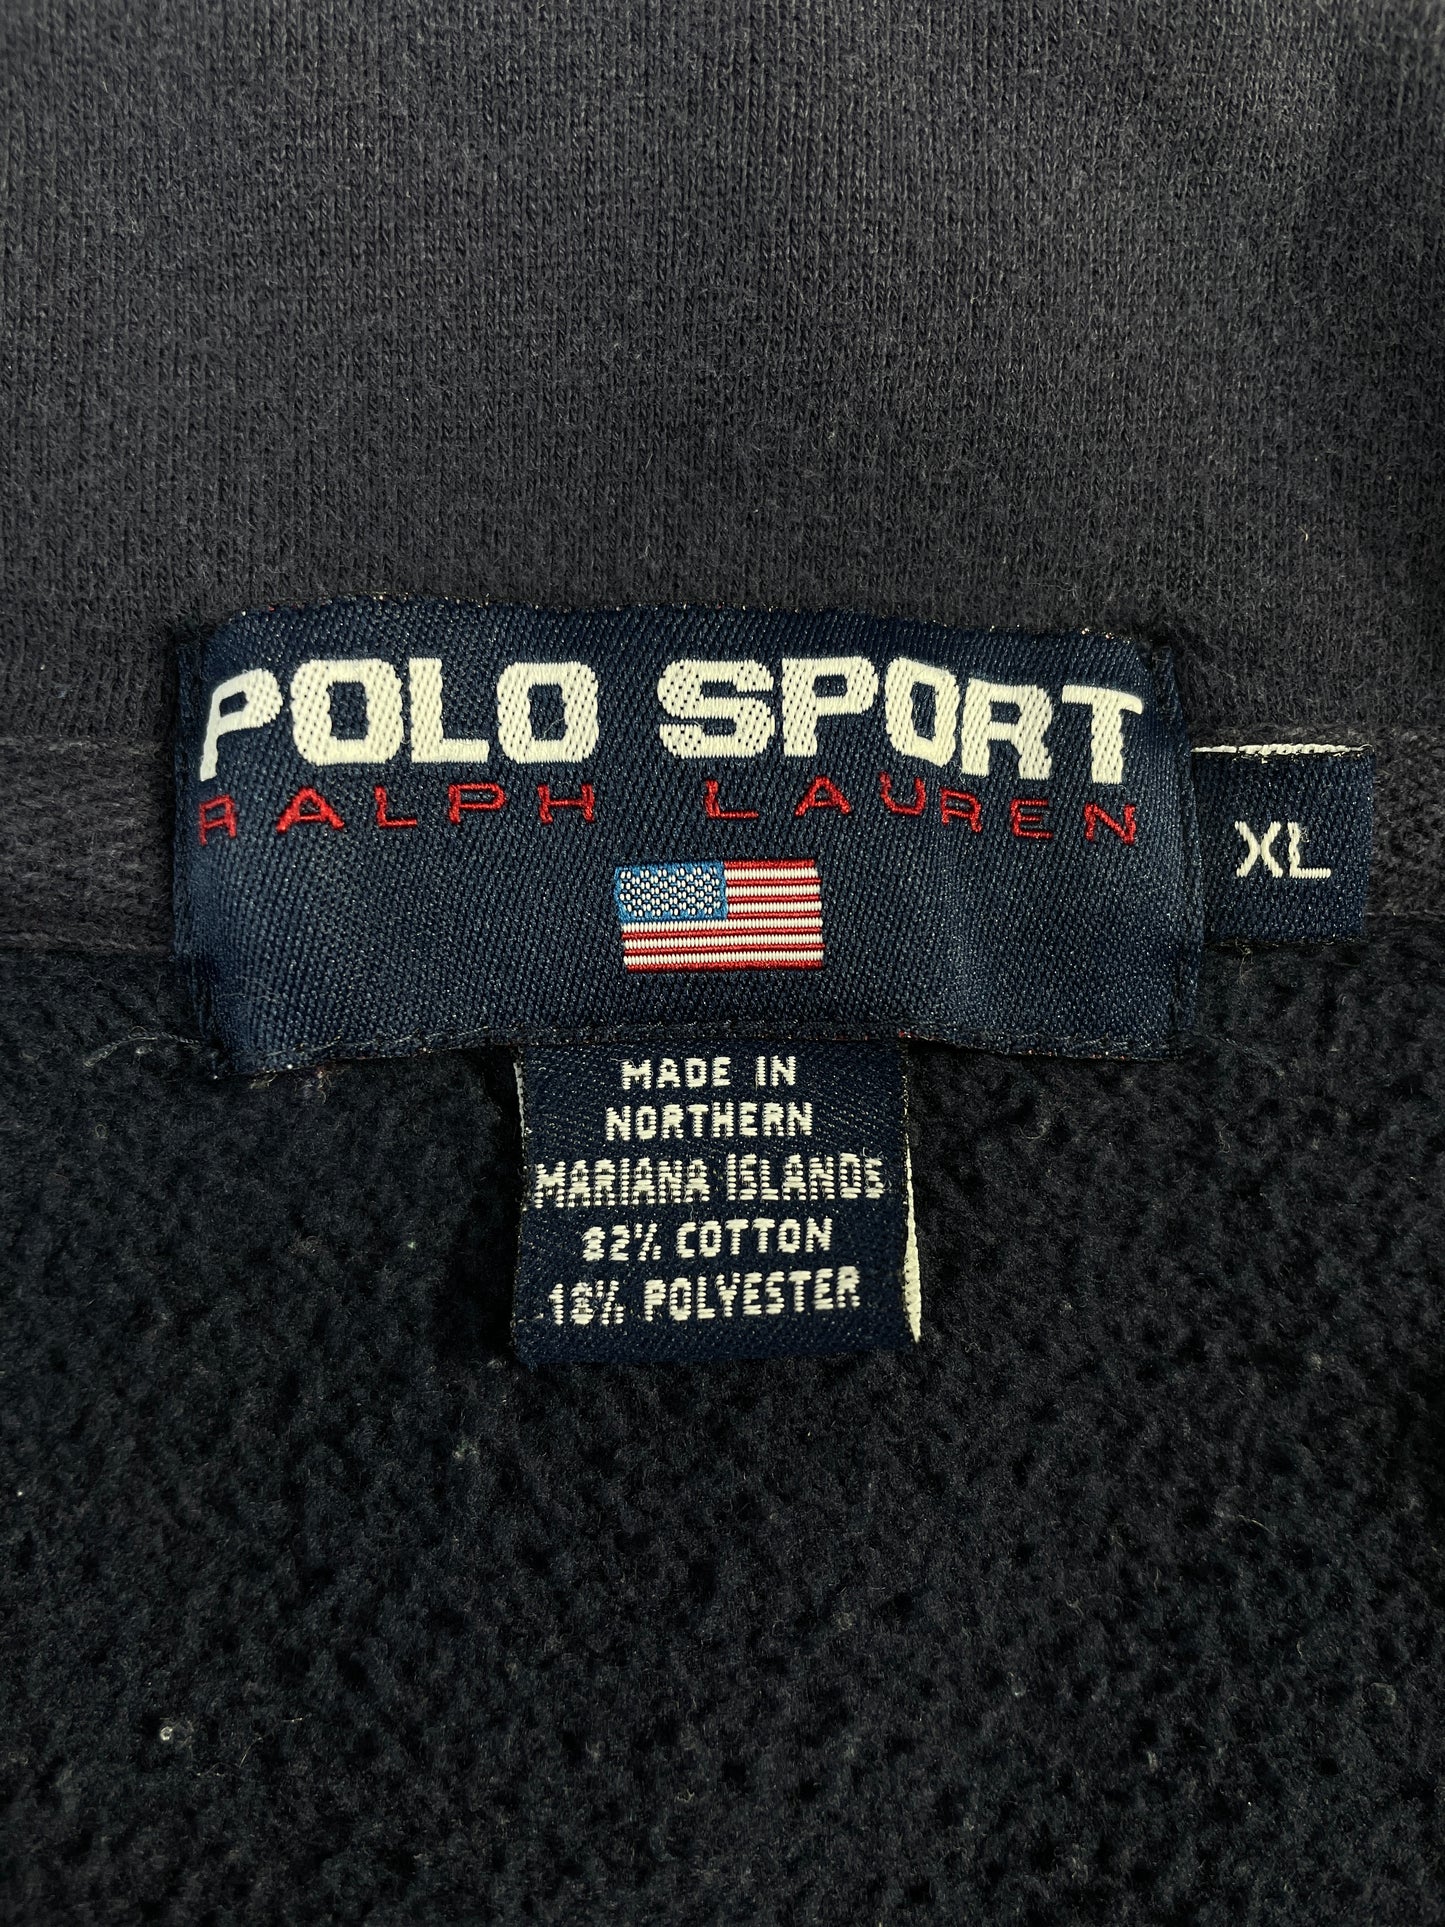 POLO SPORT
RALPH LAUREN
XL
MADE IN
NORTHERN
MARIANA ISLANDS
82% COTTON
18% POLYESTER